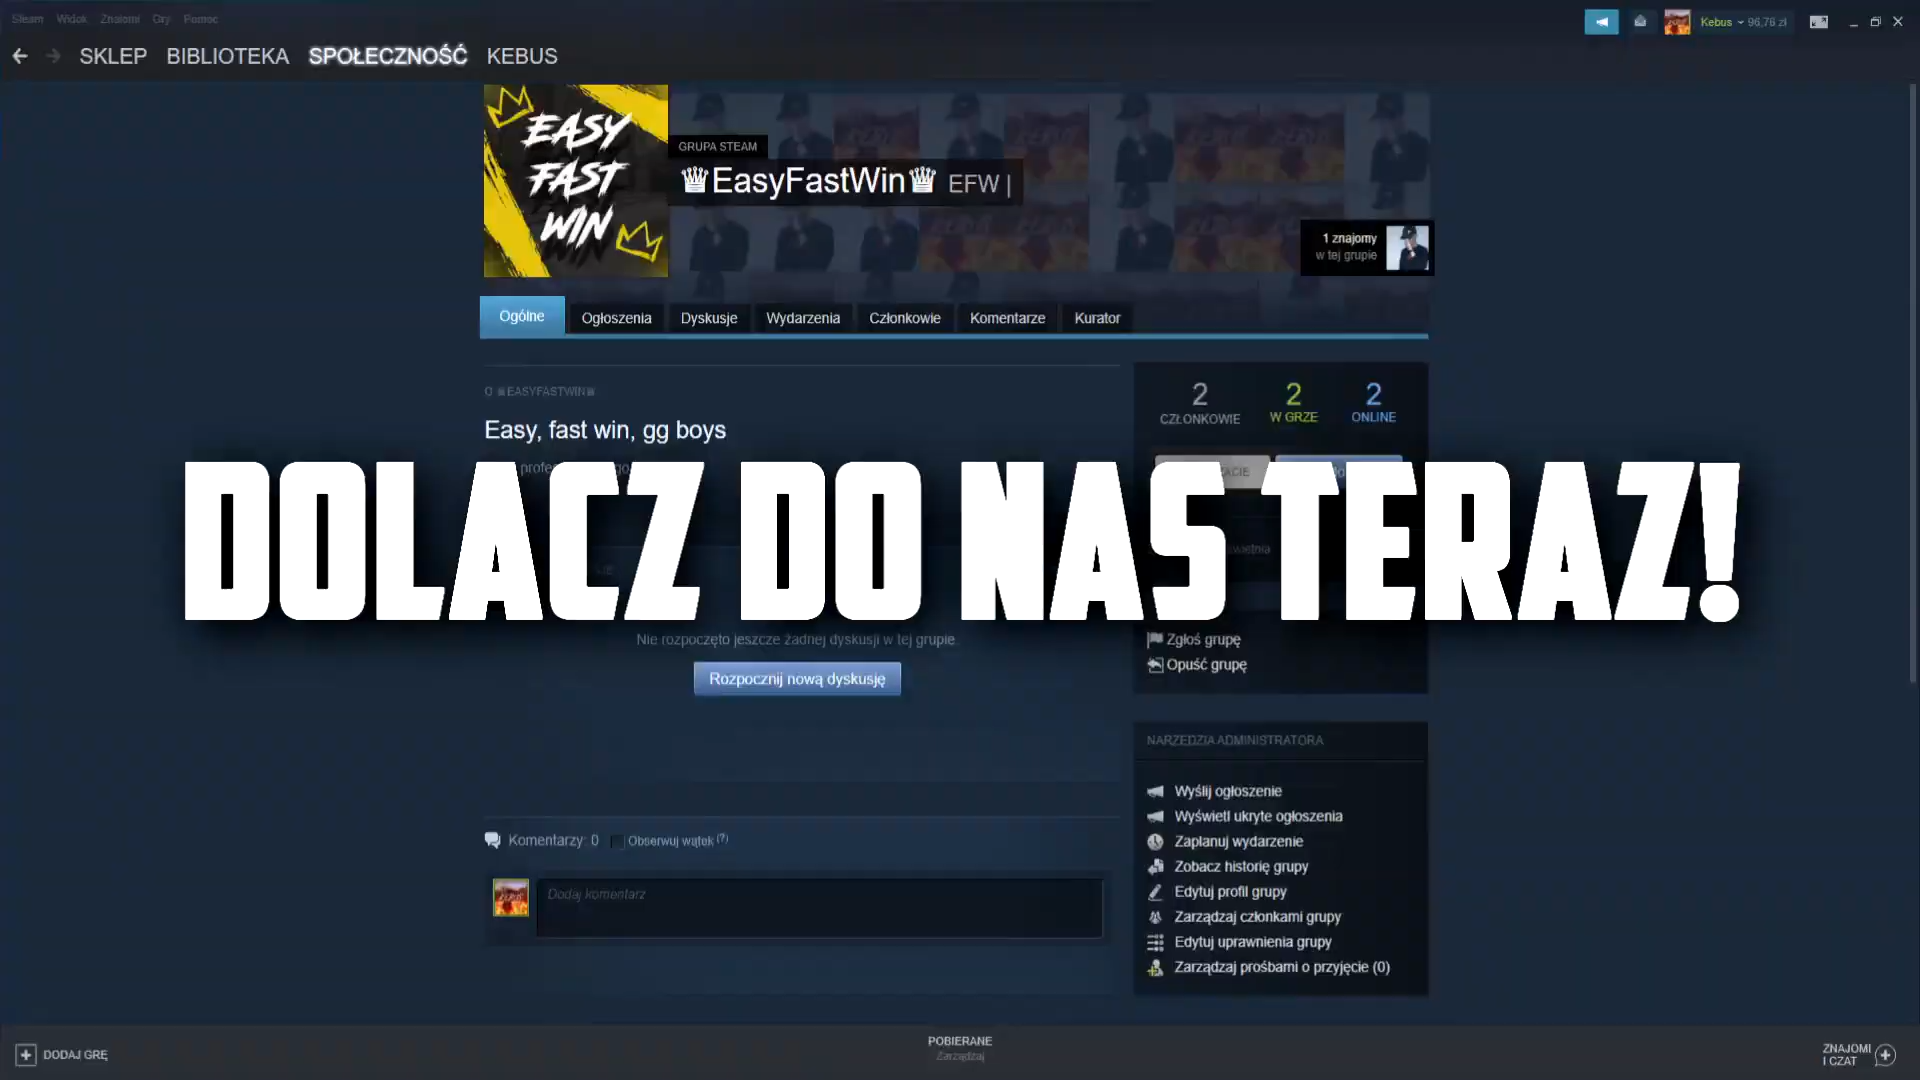 Steam Widok Znajomi Gry Pomoc
Kebus 96,76 zł
SKLEP BIBLIOTEKA SPOŁECZNOŚĆ KEBUS
EASY
FAST
WIN
GRUPA STEAM
♛EasyFastWin♛ EFW |
1 znajomy
w tej grupie
Ogólne Ogłoszenia Dyskusje Wydarzenia Członkowie Komentarze Kurator
O ♛EASYFASTWIN♛
Easy, fast win, gg boys
2 CZŁONKOWIE
2 W GRZE
2 ONLINE
DOLACZ DO NAS TERAZ!
Nie rozpoczęto jeszcze żadnej dyskusji w tej grupie
Rozpocznij nową dyskusję
Zgłoś grupę
Opuść grupę
NARZĘDZIA ADMINISTRATORA
Wyślij ogłoszenie
Wyświetl ukryte ogłoszenia
Zaplanuj wydarzenie
Zobacz historię grupy
Edytuj profil grupy
Zarządzaj członkami grupy
Edytuj uprawnienia grupy
Zarządzaj prośbami o przyjęcie (0)
Komentarzy: 0 Obserwuj wątek (?)
Dodaj komentarz
DODAJ GRĘ
POBIERANE
Zarządzaj
ZNAJOMI
I CZAT